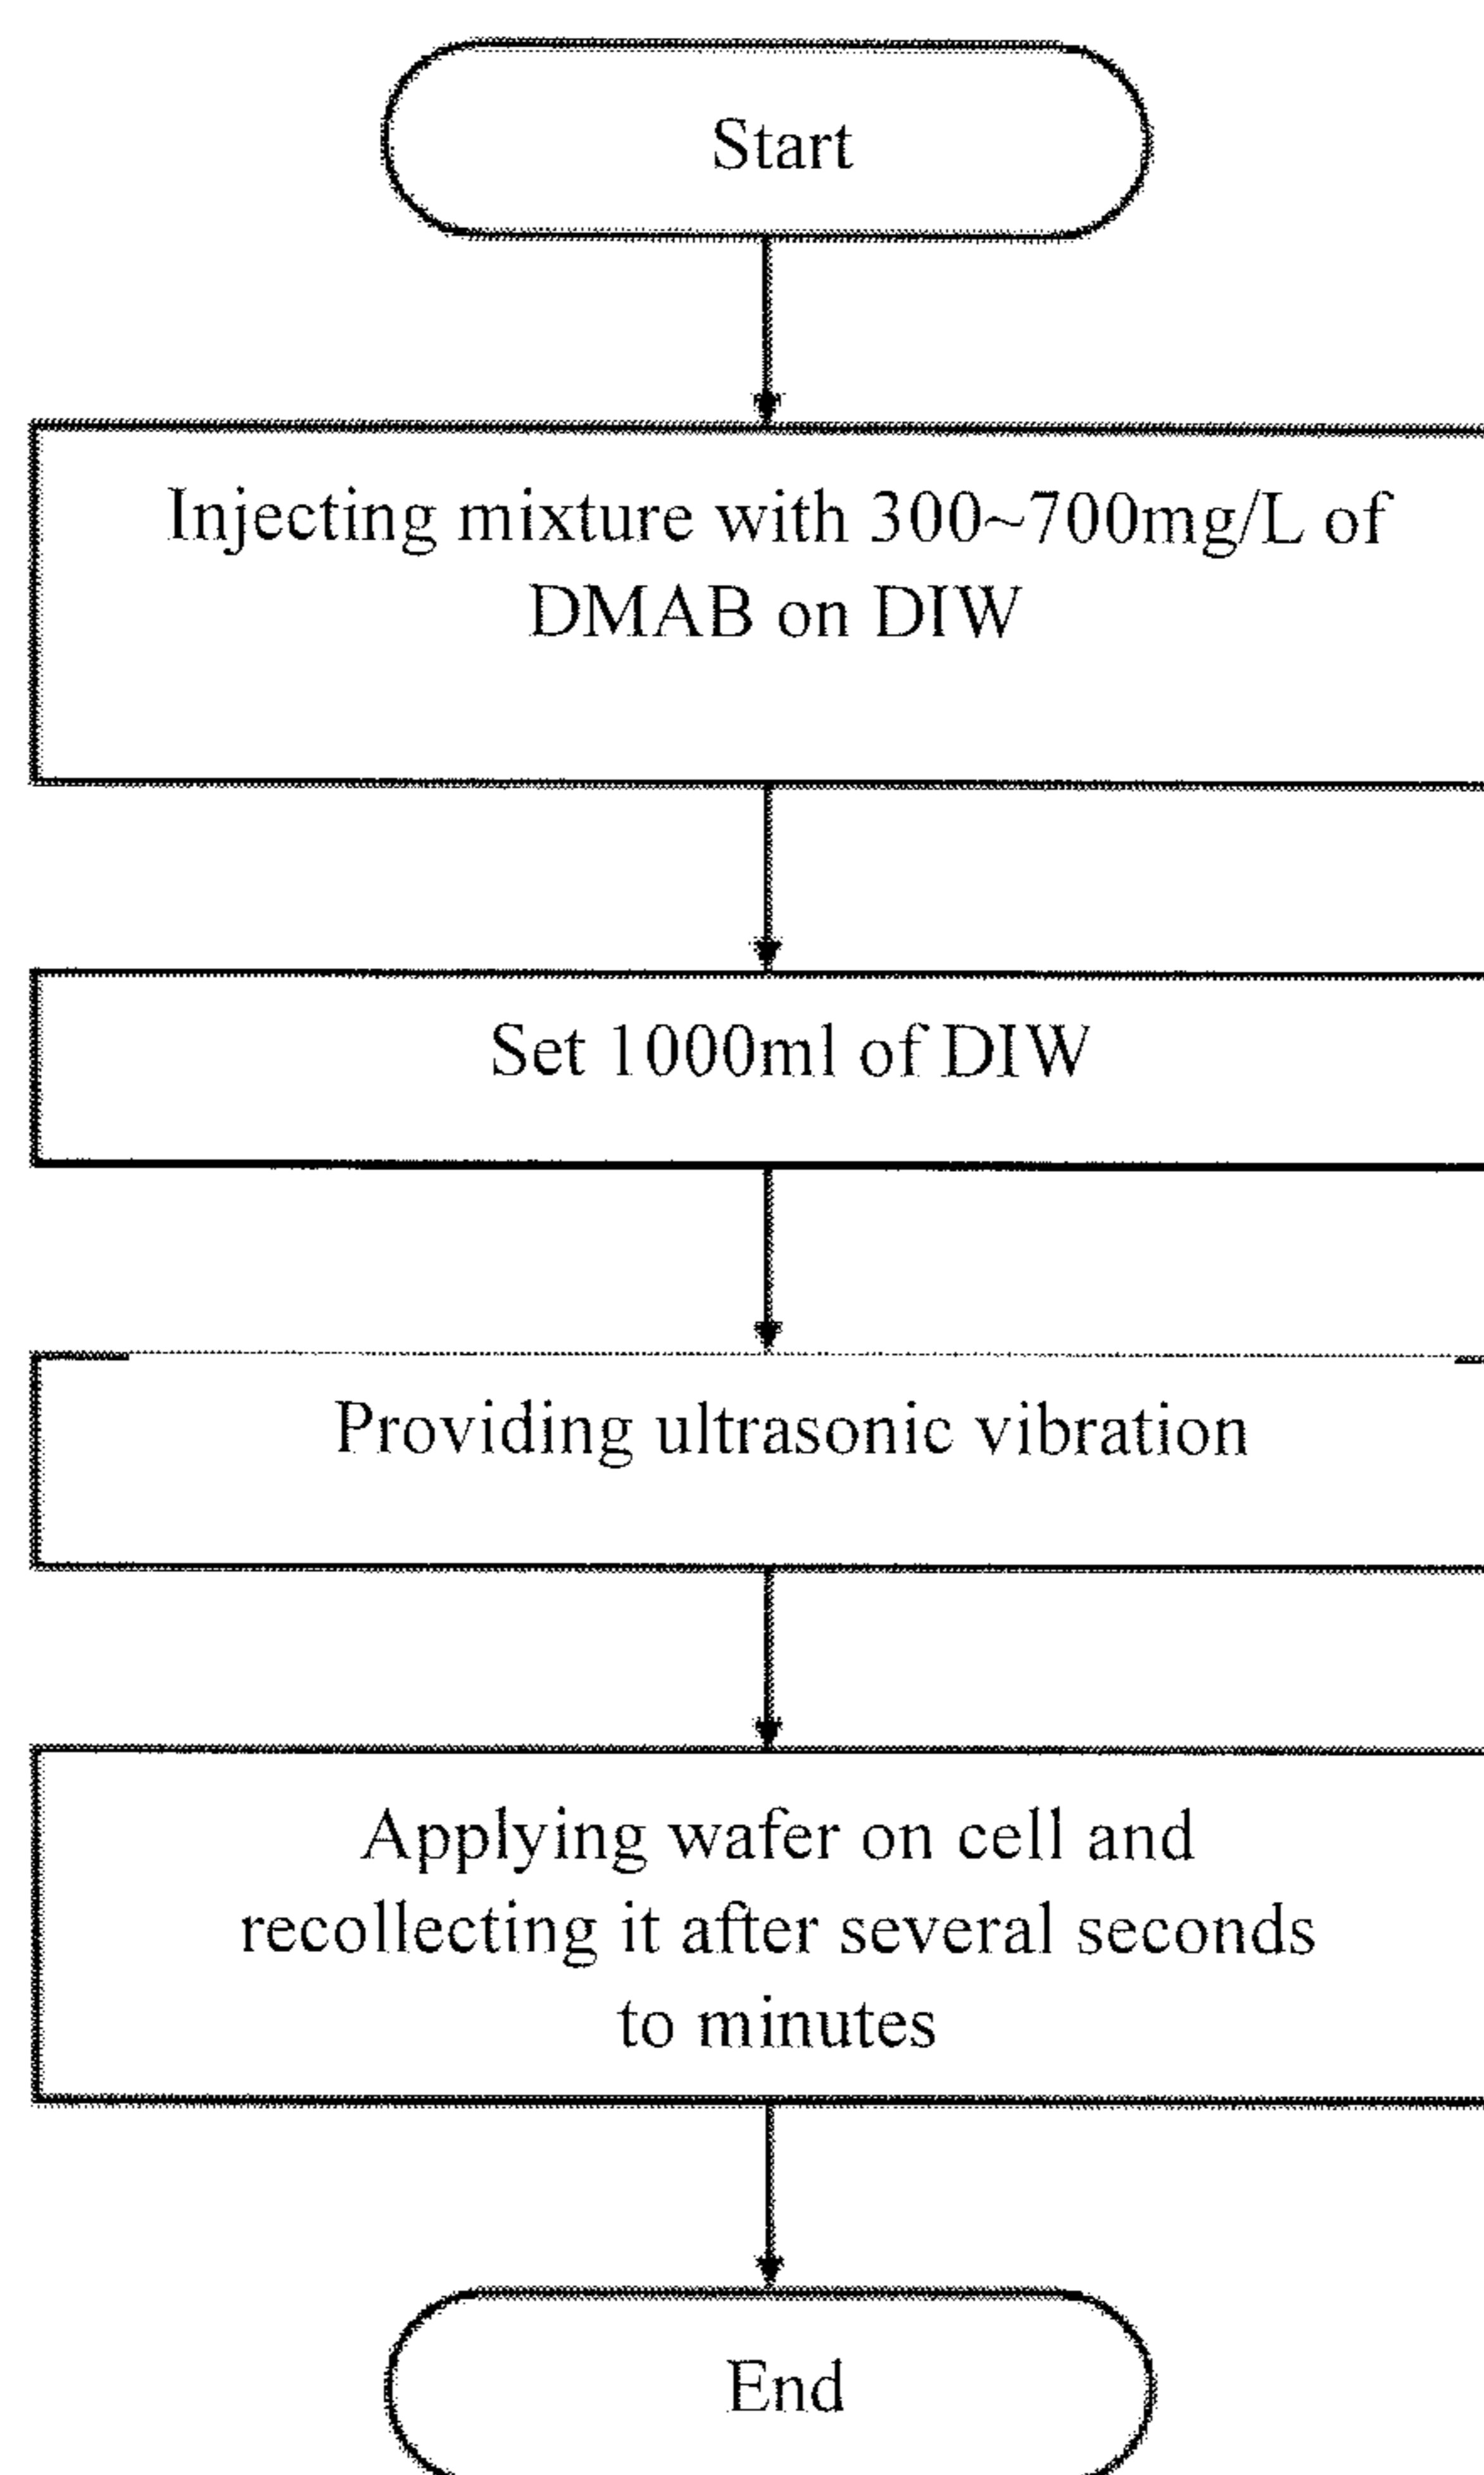 Start
Injecting mixture with 300~700mg/L of
DMAB on DIW
Set 1000ml of DIW
Providing ultrasonic vibration
Applying wafer on cell and
recollecting it after several seconds
to minutes
End